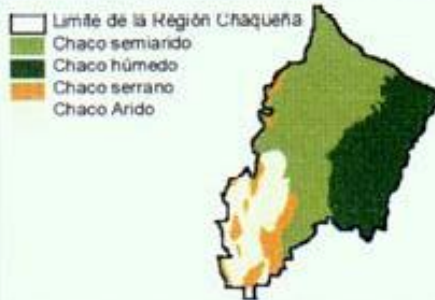 Limite de la Región Chaqueña
Chaco semiarido
Chaco húmedo
Chaco serrano
Chaco Arido